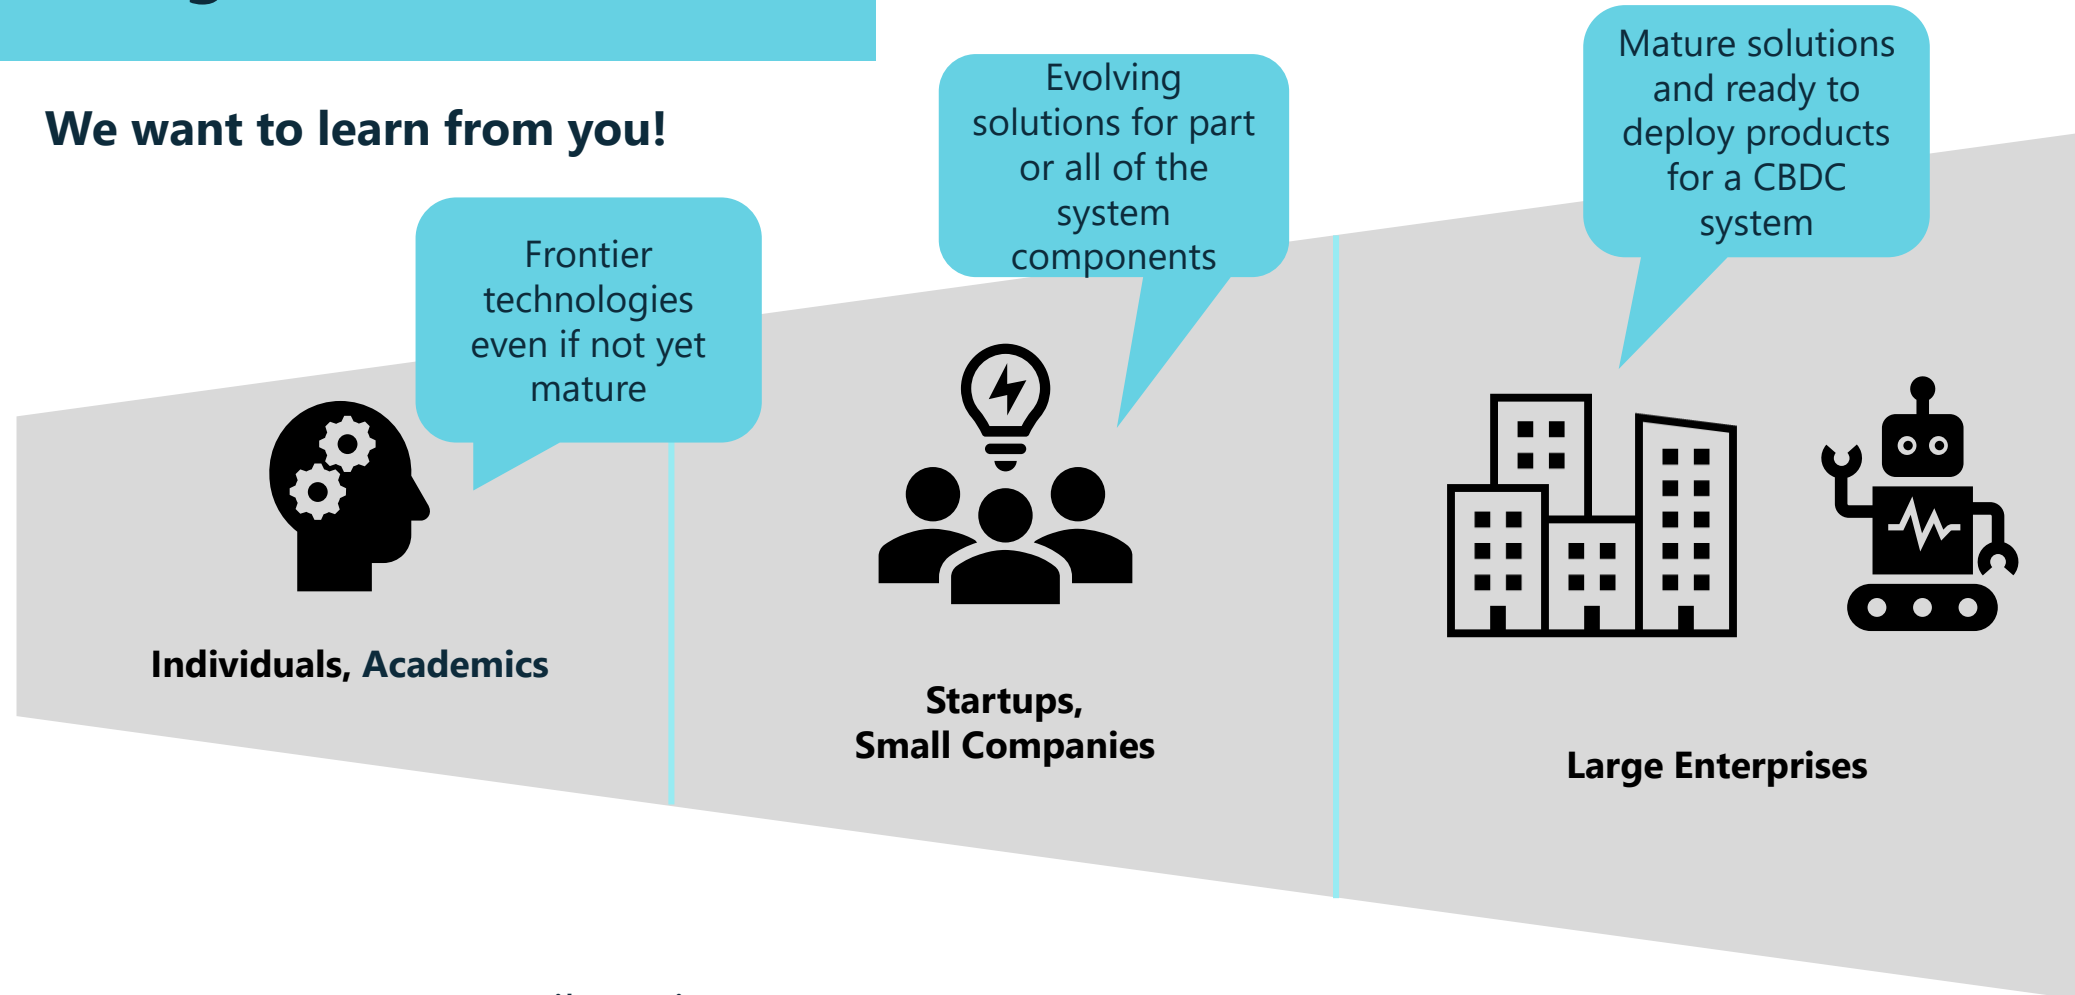 We want to learn from you!
Frontier
technologies
even if not yet
mature
Evolving
solutions for part
or all of the
system
components
Mature solutions
and ready to
deploy products
for a CBDC
system
Individuals, Academics
Startups,
Small Companies
Large Enterprises